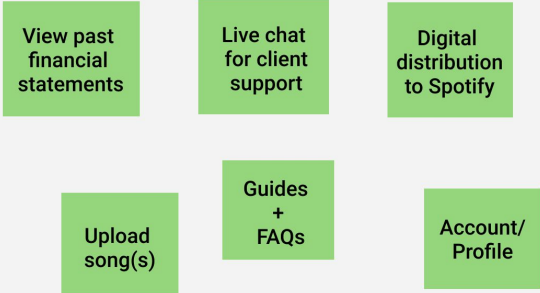 View past
financial
statements
Live chat
for client
support
Digital
distribution
to Spotify
Upload
song(s)
Guides
+
FAQs
Account/
Profile